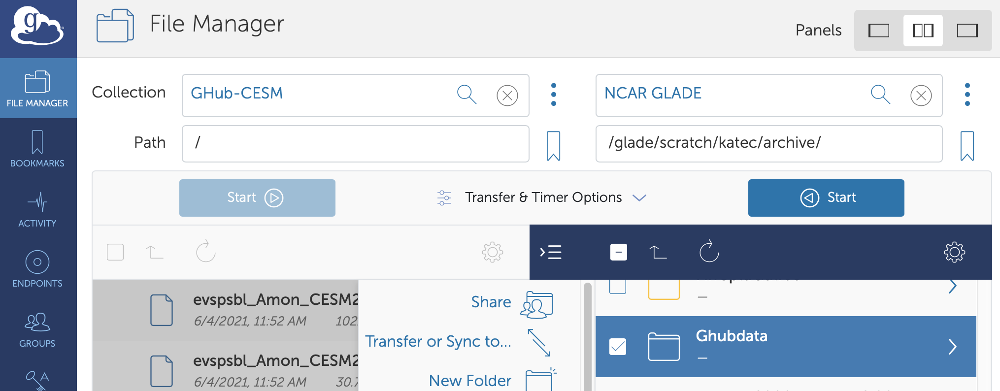 g
File Manager
Panels
FILE MANAGER
BOOKMARKS
ACTIVITY
ENDPOINTS
GROUPS
A
Collection
GHub-CESM
NCAR GLADE
Path
/
/glade/scratch/katec/archive/
Start
Transfer & Timer Options
Start
evspsbl_Amon_CESM2
6/4/2021, 11:52 AM 102.
evspsbl_Amon_CESM2
6/4/2021, 11:52 AM 30.7
Share
Transfer or Sync to...
New Folder
—
Ghubdata
—